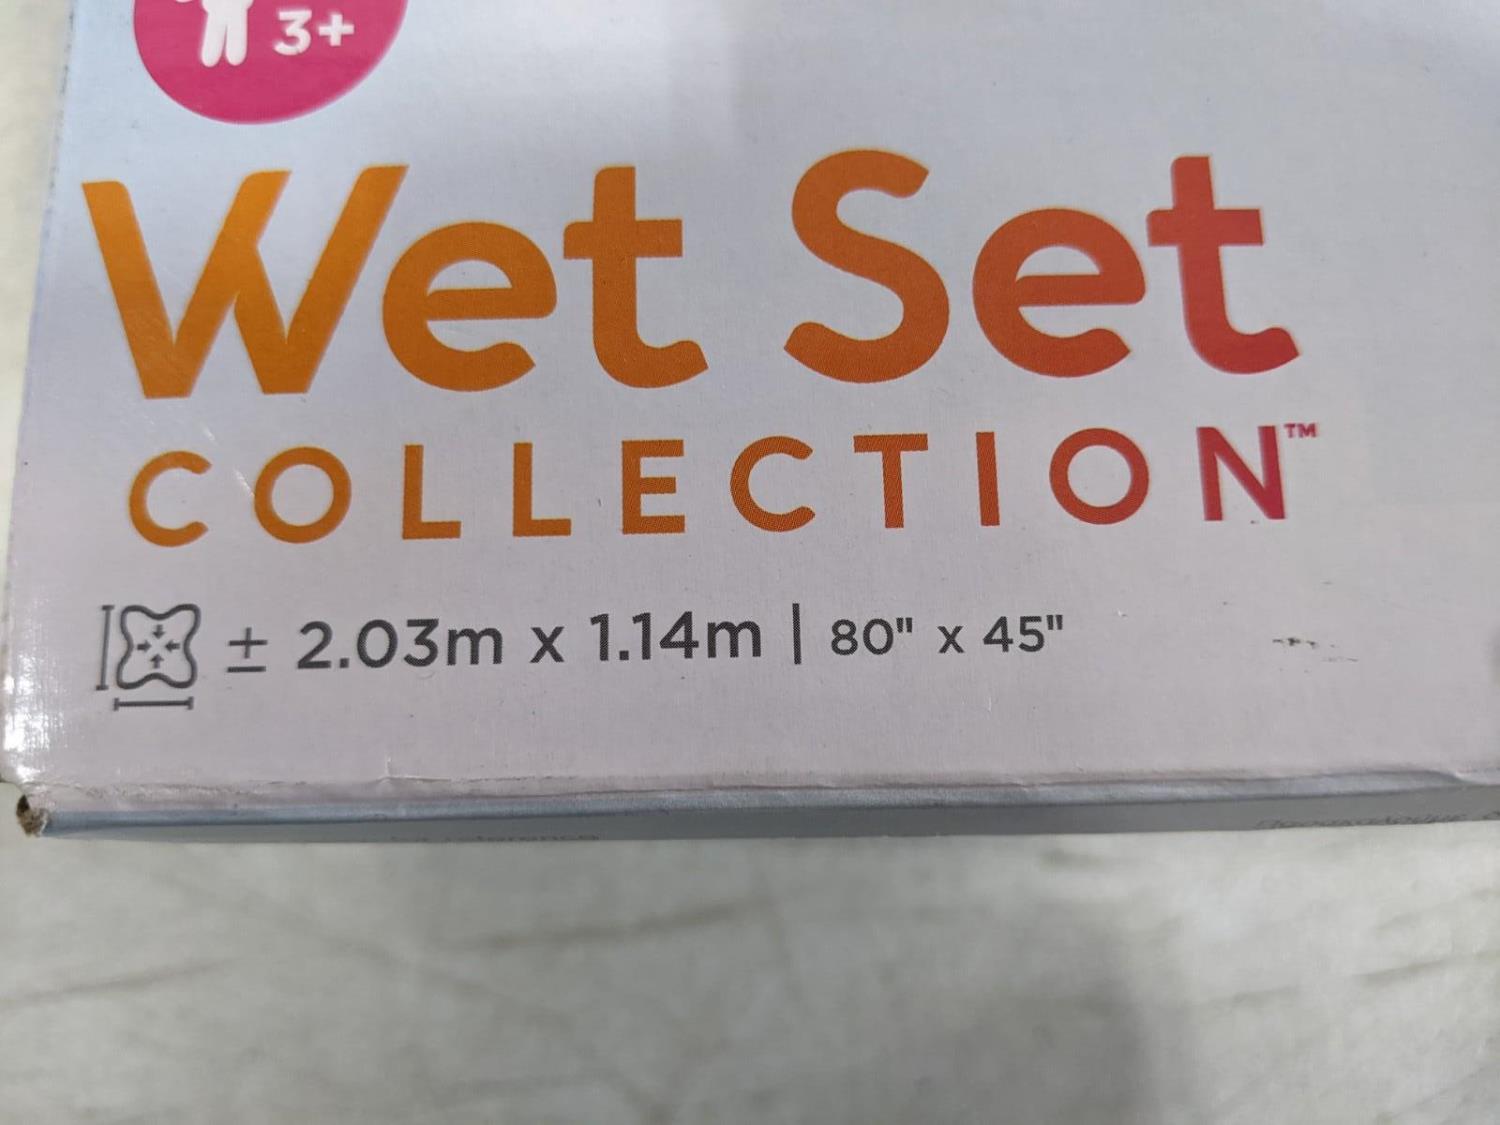 3+
Wet Set
COLLECTION™
± 2.03m x 1.14m | 80" x 45"